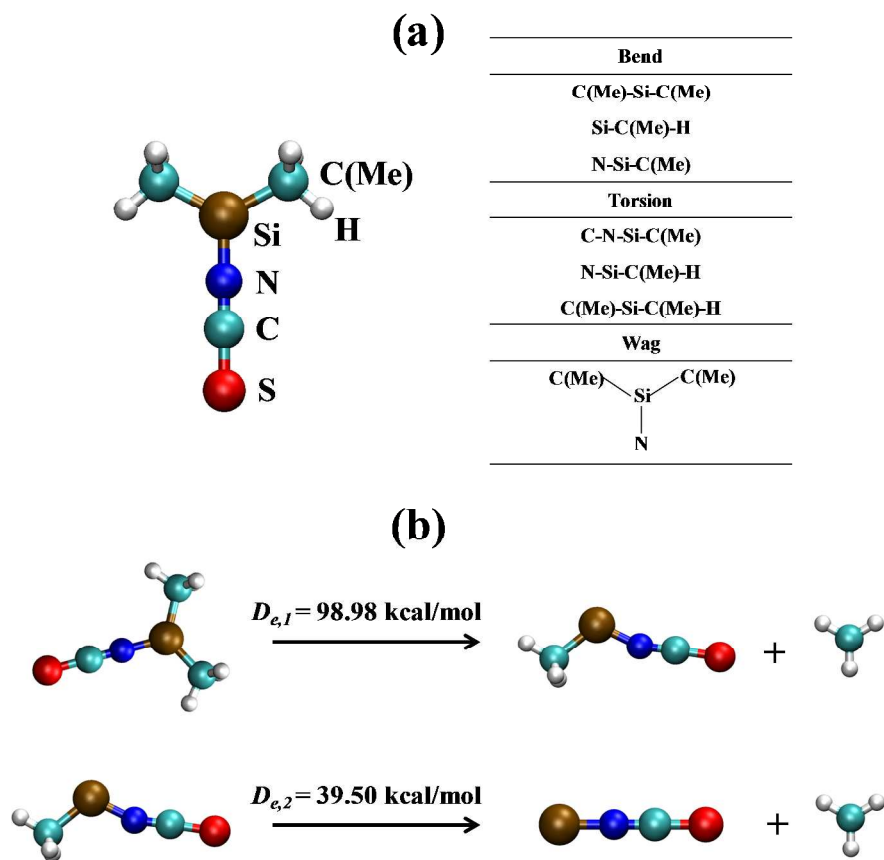 (a)
C(Me)
Si
H
N
C
S
Bend
C(Me)-Si-C(Me)
Si-C(Me)-H
N-Si-C(Me)
Torsion
C-N-Si-C(Me)
N-Si-C(Me)-H
C(Me)-Si-C(Me)-H
Wag
C(Me) C(Me)
Si
N
(b)
De,1 = 98.98 kcal/mol
+
De,2 = 39.50 kcal/mol
+